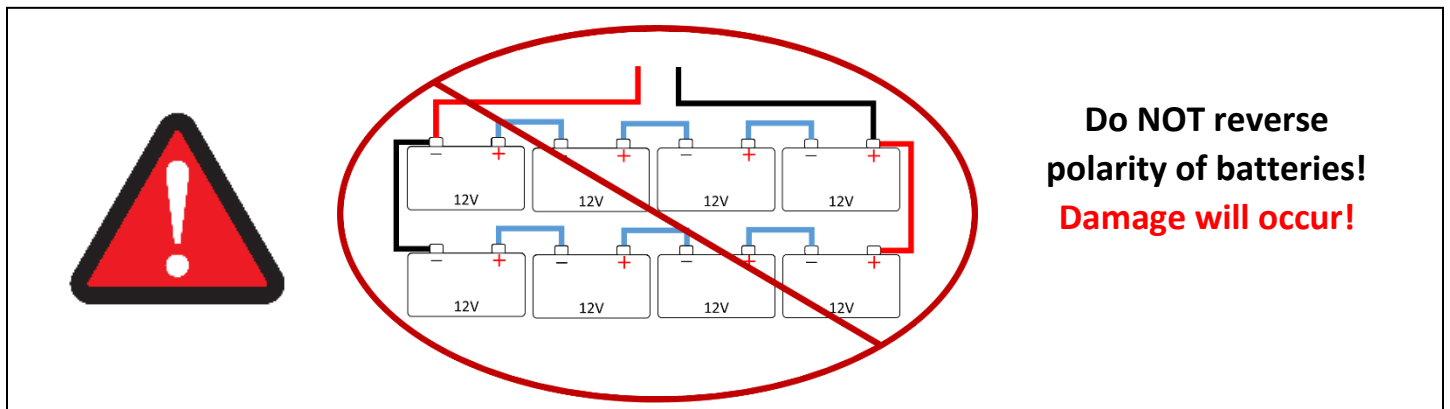 Do NOT reverse
polarity of batteries!
Damage will occur!
− + − + − + − +
12V 12V 12V 12V
− + − + − + − +
12V 12V 12V 12V